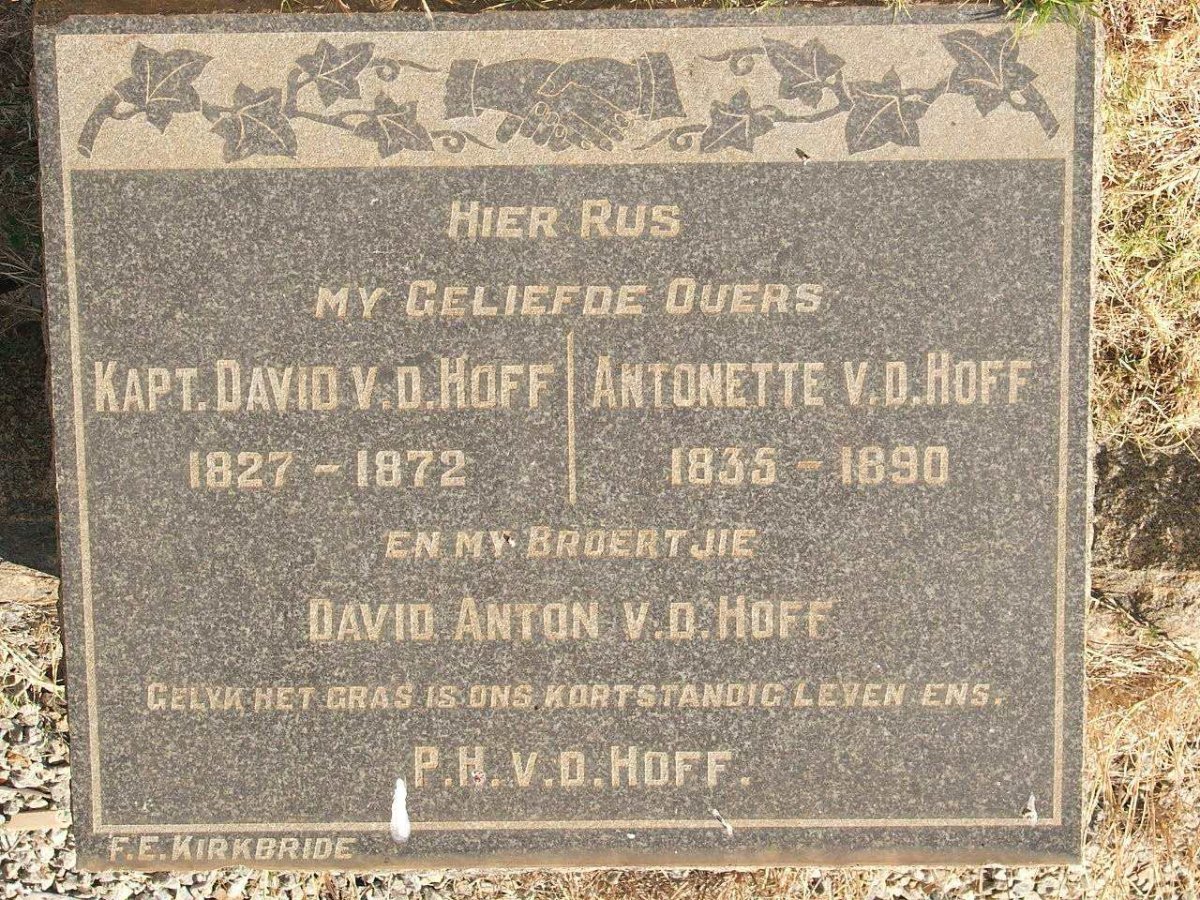 HIER RUS
MY GELIEFDE OUERS
KAPT. DAVID V.D. HOFF
1827 - 1872
ANTONETTE V.D. HOFF
1835 - 1890
EN MY BROERTJIE
DAVID ANTON V.D. HOFF
GELYK HET GRAS IS ONS KORTSTANDIG LEVEN ENS.
P.H. V.D. HOFF.
F.E. KIRKBRIDE